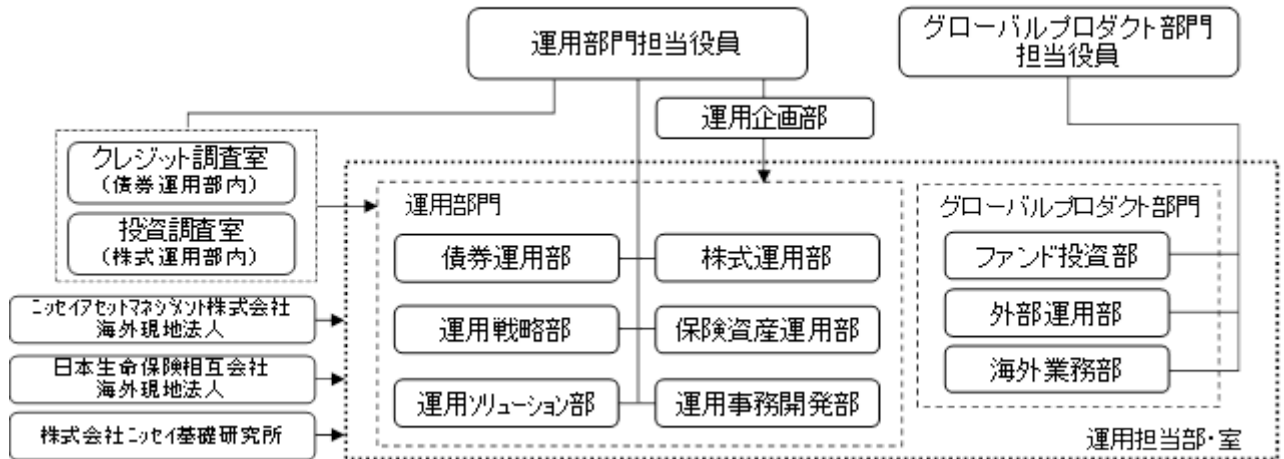 運用部門担当役員
グローバルプロダクト部門
担当役員
運用企画部
クレジット調査室
(債券運用部内)
投資調査室
(株式運用部内)
運用部門
債券運用部
株式運用部
運用戦略部
保険資産運用部
運用ソリューション部
運用事務開発部
グローバルプロダクト部門
ファンド投資部
外部運用部
海外業務部
ニッセイアセットマネジメント株式会社
海外現地法人
日本生命保険相互会社
海外現地法人
株式会社ニッセイ基礎研究所
運用担当部・室